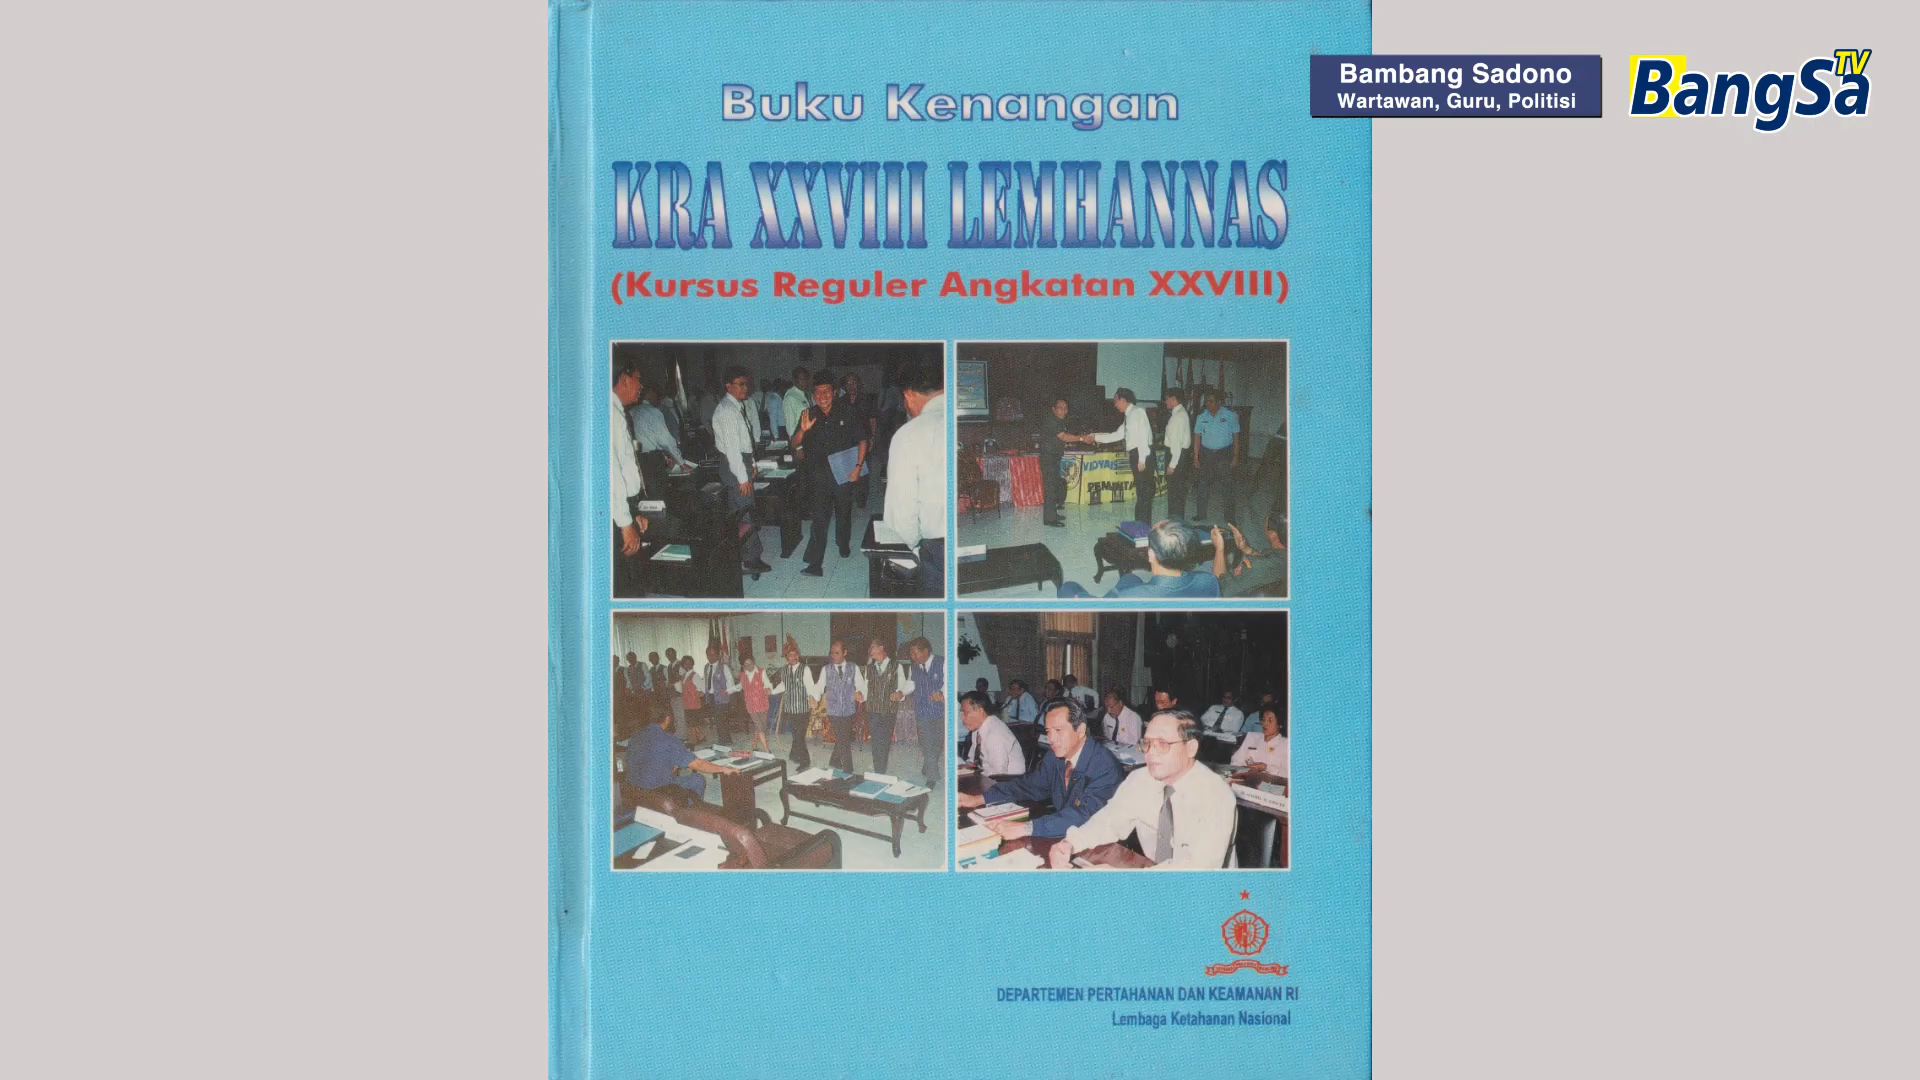 Bambang Sadono
Wartawan, Guru, Politisi
BangSa TV
Buku Kenangan
KRA XXVIII LEMHANNAS
(Kursus Reguler Angkatan XXVIII)
DEPARTEMEN PERTAHANAN DAN KEAMANAN RI
Lembaga Ketahanan Nasional